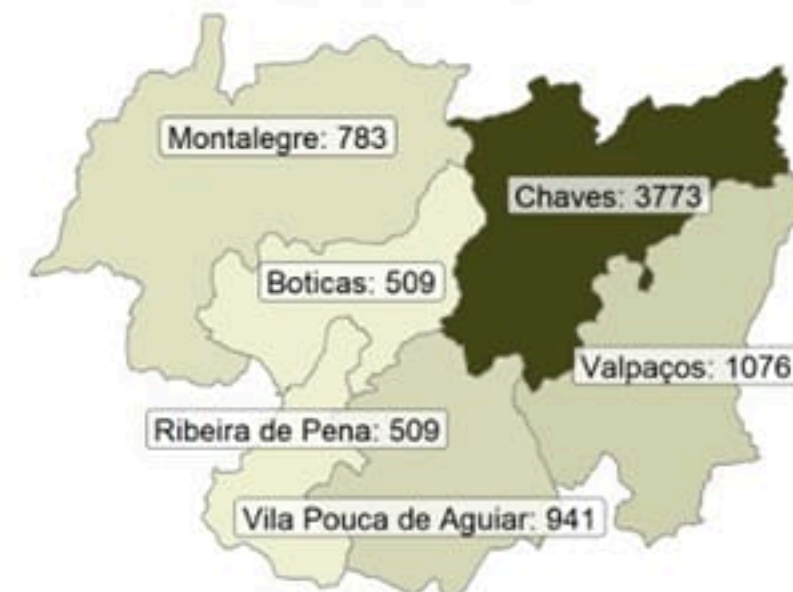 Montalegre: 783
Chaves: 3773
Boticas: 509
Valpaços: 1076
Ribeira de Pena: 509
Vila Pouca de Aguiar: 941